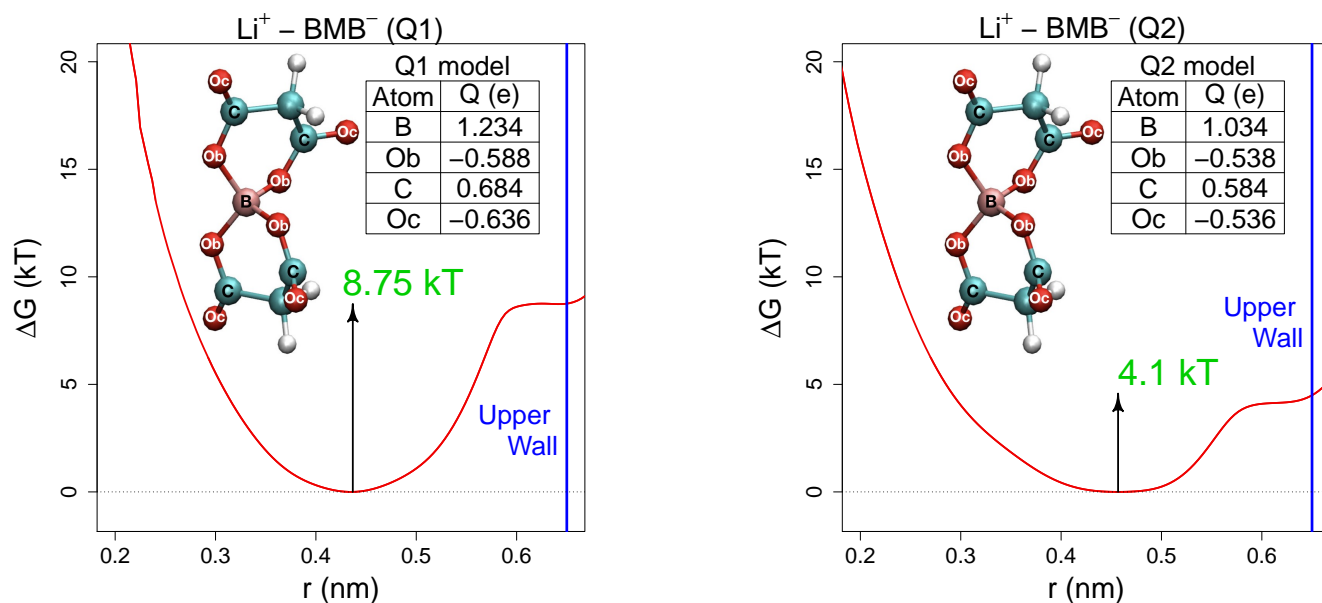 Li⁺ – BMB⁻ (Q1)
Q1 model
Atom Q (e)
B 1.234
Ob −0.588
C 0.684
Oc −0.636
Oc
C
C
Oc
Ob
Ob
B
Ob
Ob
C
C
Oc
Oc
8.75 kT
Upper
Wall
ΔG (kT)
0 5 10 15 20
0.2 0.3 0.4 0.5 0.6
r (nm)
Li⁺ – BMB⁻ (Q2)
Q2 model
Atom Q (e)
B 1.034
Ob −0.538
C 0.584
Oc −0.536
Oc
C
C
Oc
Ob
Ob
B
Ob
Ob
C
C
Oc
Oc
4.1 kT
Upper
Wall
ΔG (kT)
0 5 10 15 20
0.2 0.3 0.4 0.5 0.6
r (nm)